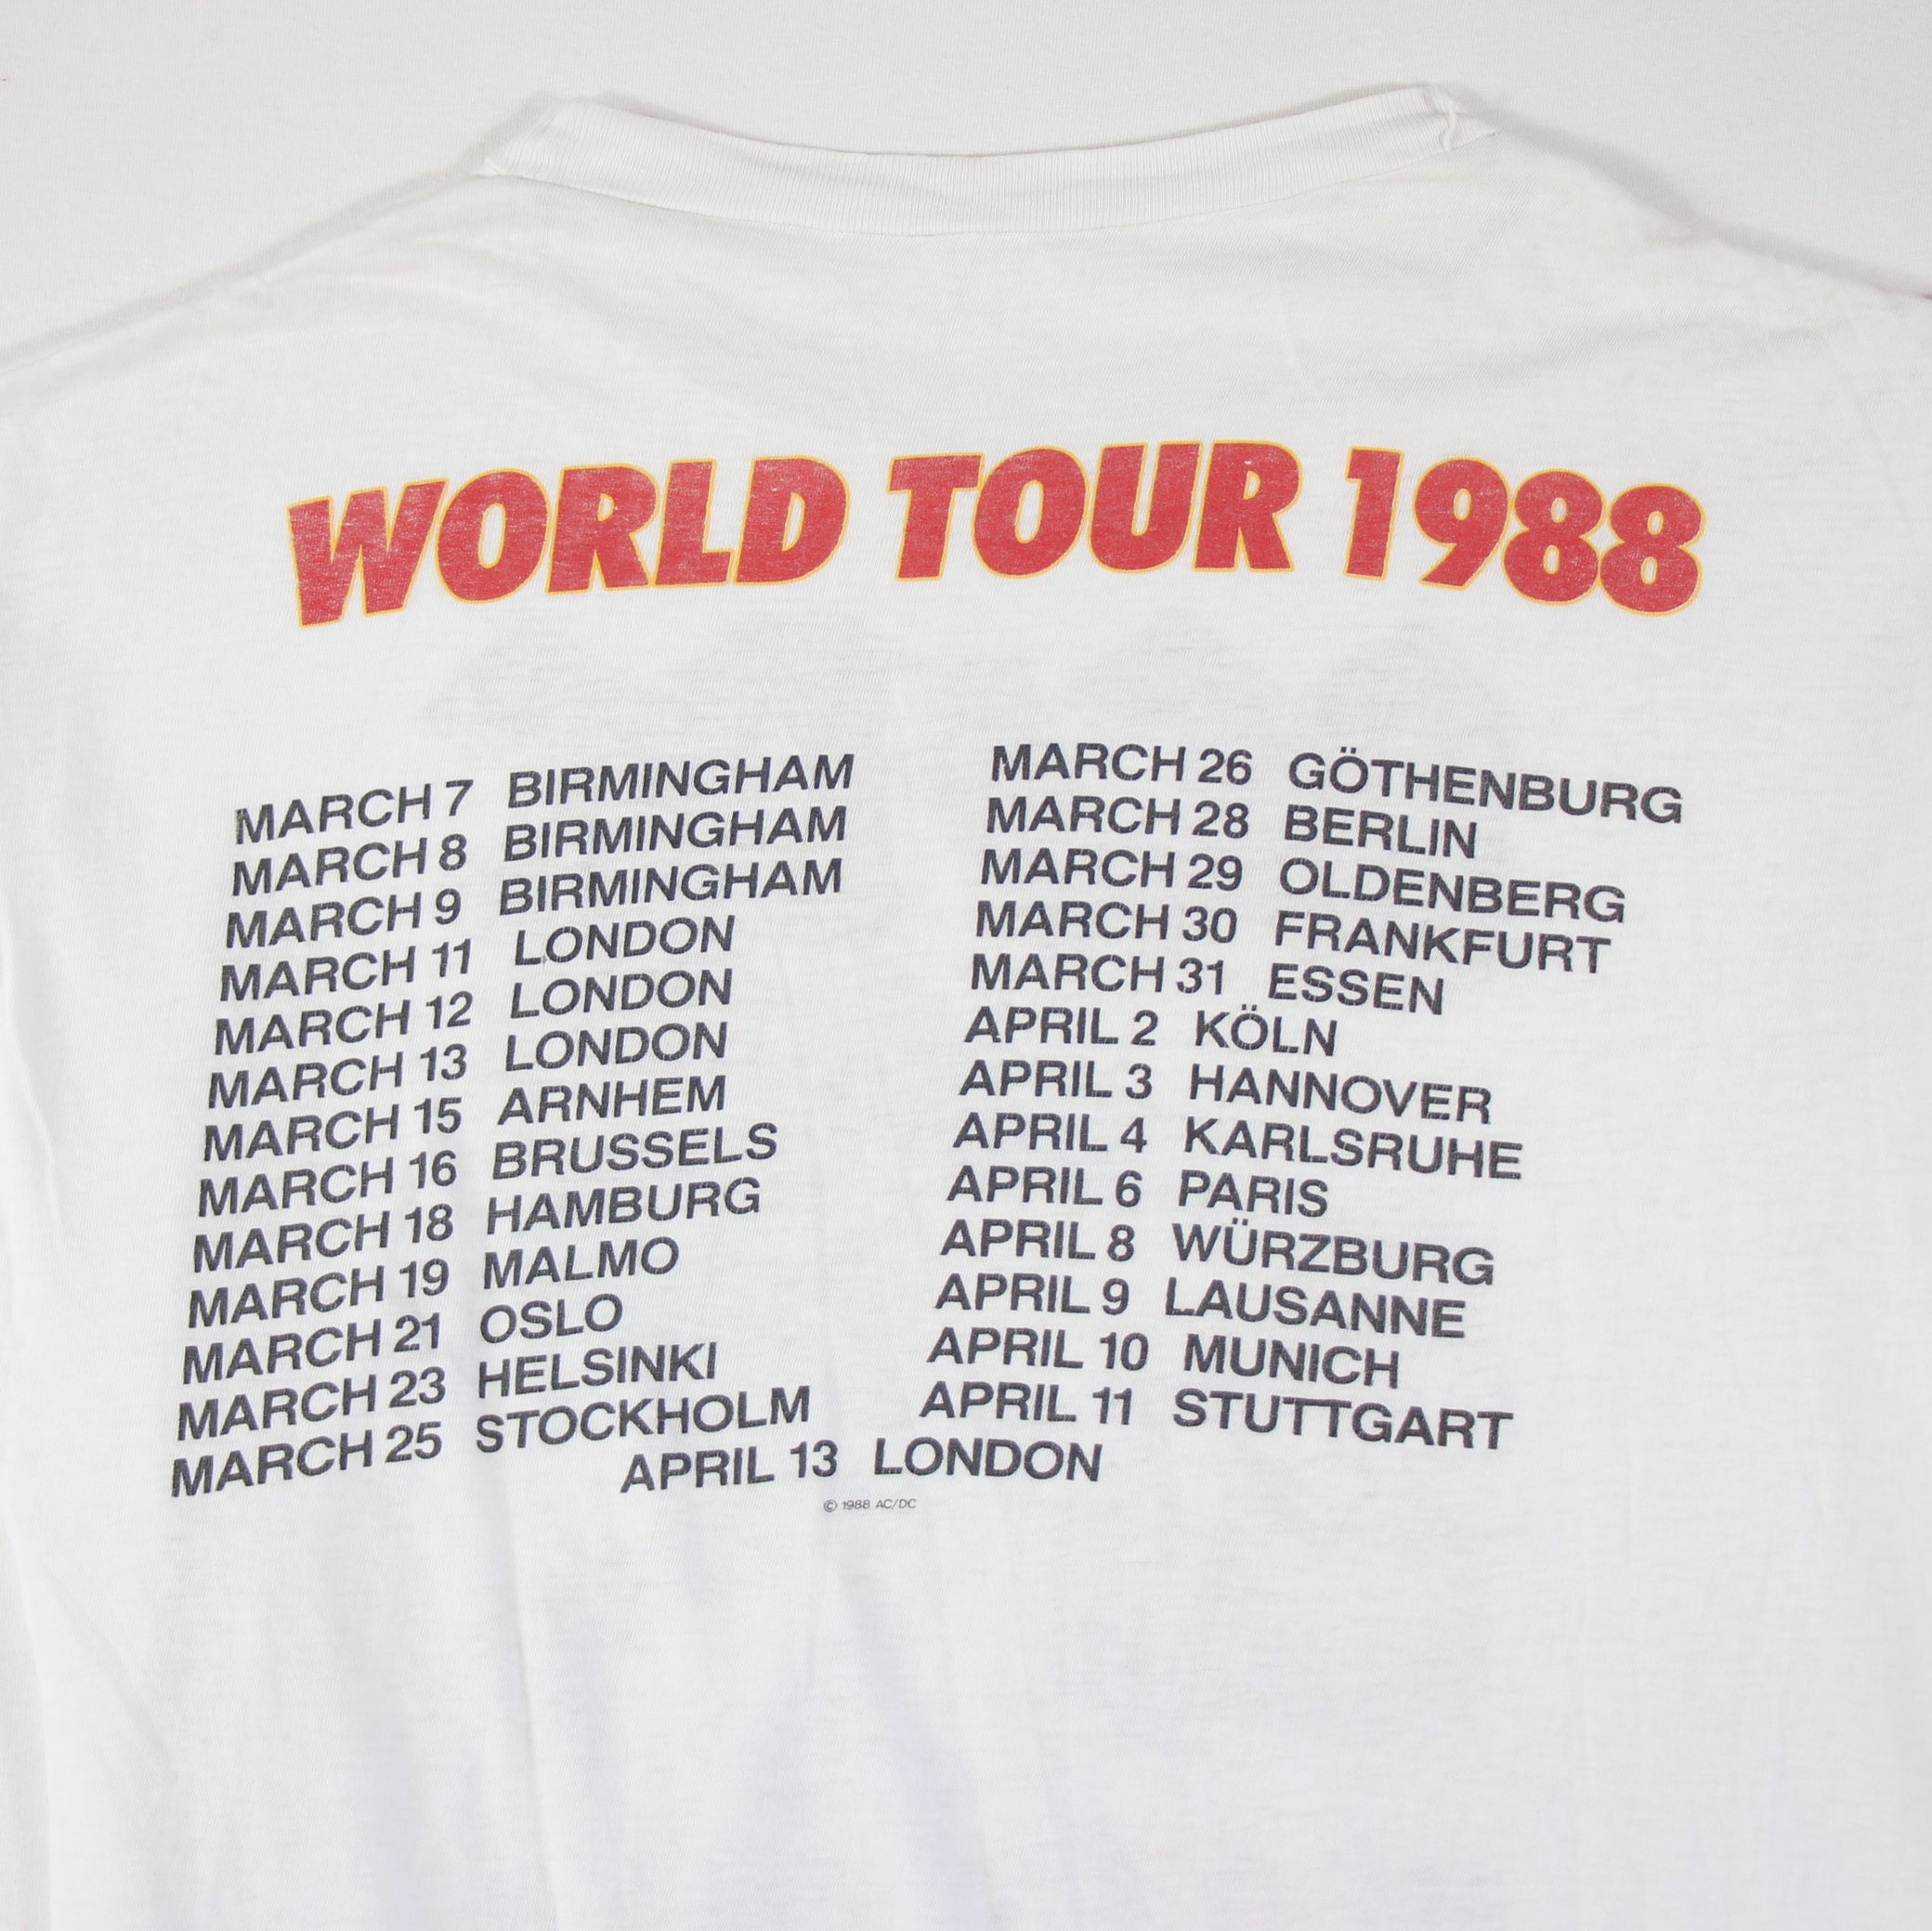 WORLD TOUR 1988
MARCH 7 BIRMINGHAM
MARCH 8 BIRMINGHAM
MARCH 9 BIRMINGHAM
MARCH 11 LONDON
MARCH 12 LONDON
MARCH 13 LONDON
MARCH 15 ARNHEM
MARCH 16 BRUSSELS
MARCH 18 HAMBURG
MARCH 19 MALMO
MARCH 21 OSLO
MARCH 23 HELSINKI
MARCH 25 STOCKHOLM
MARCH 26 GÖTHENBURG
MARCH 28 BERLIN
MARCH 29 OLDENBERG
MARCH 30 FRANKFURT
MARCH 31 ESSEN
APRIL 2 KÖLN
APRIL 3 HANNOVER
APRIL 4 KARLSRUHE
APRIL 6 PARIS
APRIL 8 WÜRZBURG
APRIL 9 LAUSANNE
APRIL 10 MUNICH
APRIL 11 STUTTGART
APRIL 13 LONDON
© 1988 AC/DC